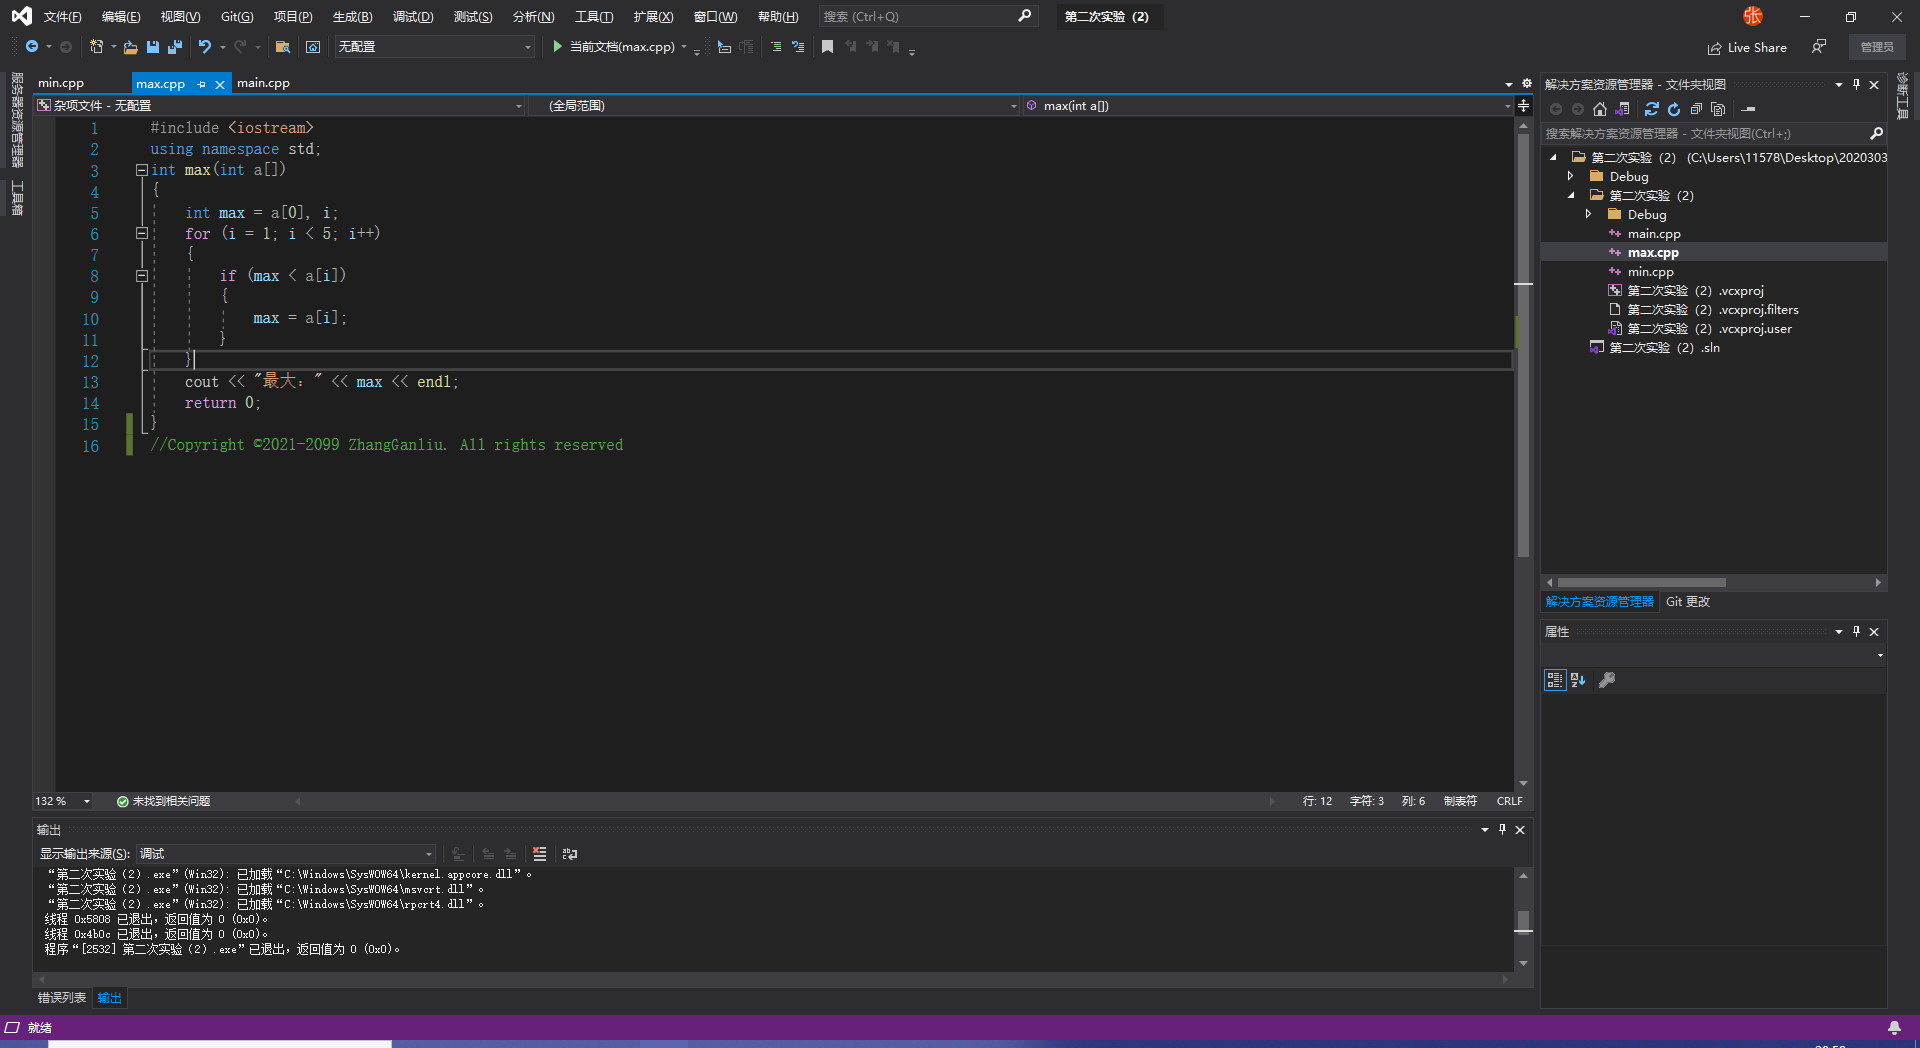 文件(F) 编辑(E) 视图(V) Git(G) 项目(P) 生成(B) 调试(D) 测试(S) 分析(N) 工具(T) 扩展(X) 窗口(W) 帮助(H) 搜索 (Ctrl+Q) 第二次实验（2） 张
无配置 当前文档(max.cpp) Live Share 管理员
服务器资源管理器
工具箱
min.cpp max.cpp main.cpp
杂项文件 - 无配置 (全局范围) max(int a[])
1 #include <iostream>
2 using namespace std;
3 int max(int a[])
4 {
5 int max = a[0], i;
6 for (i = 1; i < 5; i++)
7 {
8 if (max < a[i])
9 {
10 max = a[i];
11 }
12 }
13 cout << "最大：" << max << endl;
14 return 0;
15 }
16 //Copyright ©2021-2099 ZhangGanliu. All rights reserved
132 % 未找到相关问题 行: 12 字符: 3 列: 6 制表符 CRLF
输出
显示输出来源(S): 调试
“第二次实验（2）.exe”(Win32): 已加载“C:\Windows\SysWOW64\kernel.appcore.dll”。
“第二次实验（2）.exe”(Win32): 已加载“C:\Windows\SysWOW64\msvcrt.dll”。
“第二次实验（2）.exe”(Win32): 已加载“C:\Windows\SysWOW64\rpcrt4.dll”。
线程 0x5808 已退出，返回值为 0 (0x0)。
线程 0x4b0c 已退出，返回值为 0 (0x0)。
程序“[2532] 第二次实验（2）.exe”已退出，返回值为 0 (0x0)。
错误列表 输出
就绪
解决方案资源管理器 - 文件夹视图
搜索解决方案资源管理器 - 文件夹视图(Ctrl+;)
第二次实验（2） (C:\Users\11578\Desktop\2020303
Debug
第二次实验（2）
Debug
main.cpp
max.cpp
min.cpp
第二次实验（2）.vcxproj
第二次实验（2）.vcxproj.filters
第二次实验（2）.vcxproj.user
第二次实验（2）.sln
解决方案资源管理器 Git 更改
属性
诊断工具